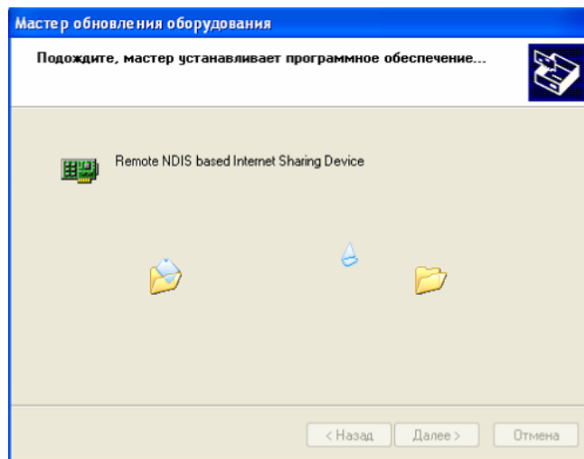 Мастер обновления оборудования
Подождите, мастер устанавливает программное обеспечение...
Remote NDIS based Internet Sharing Device
< Назад Далее > Отмена